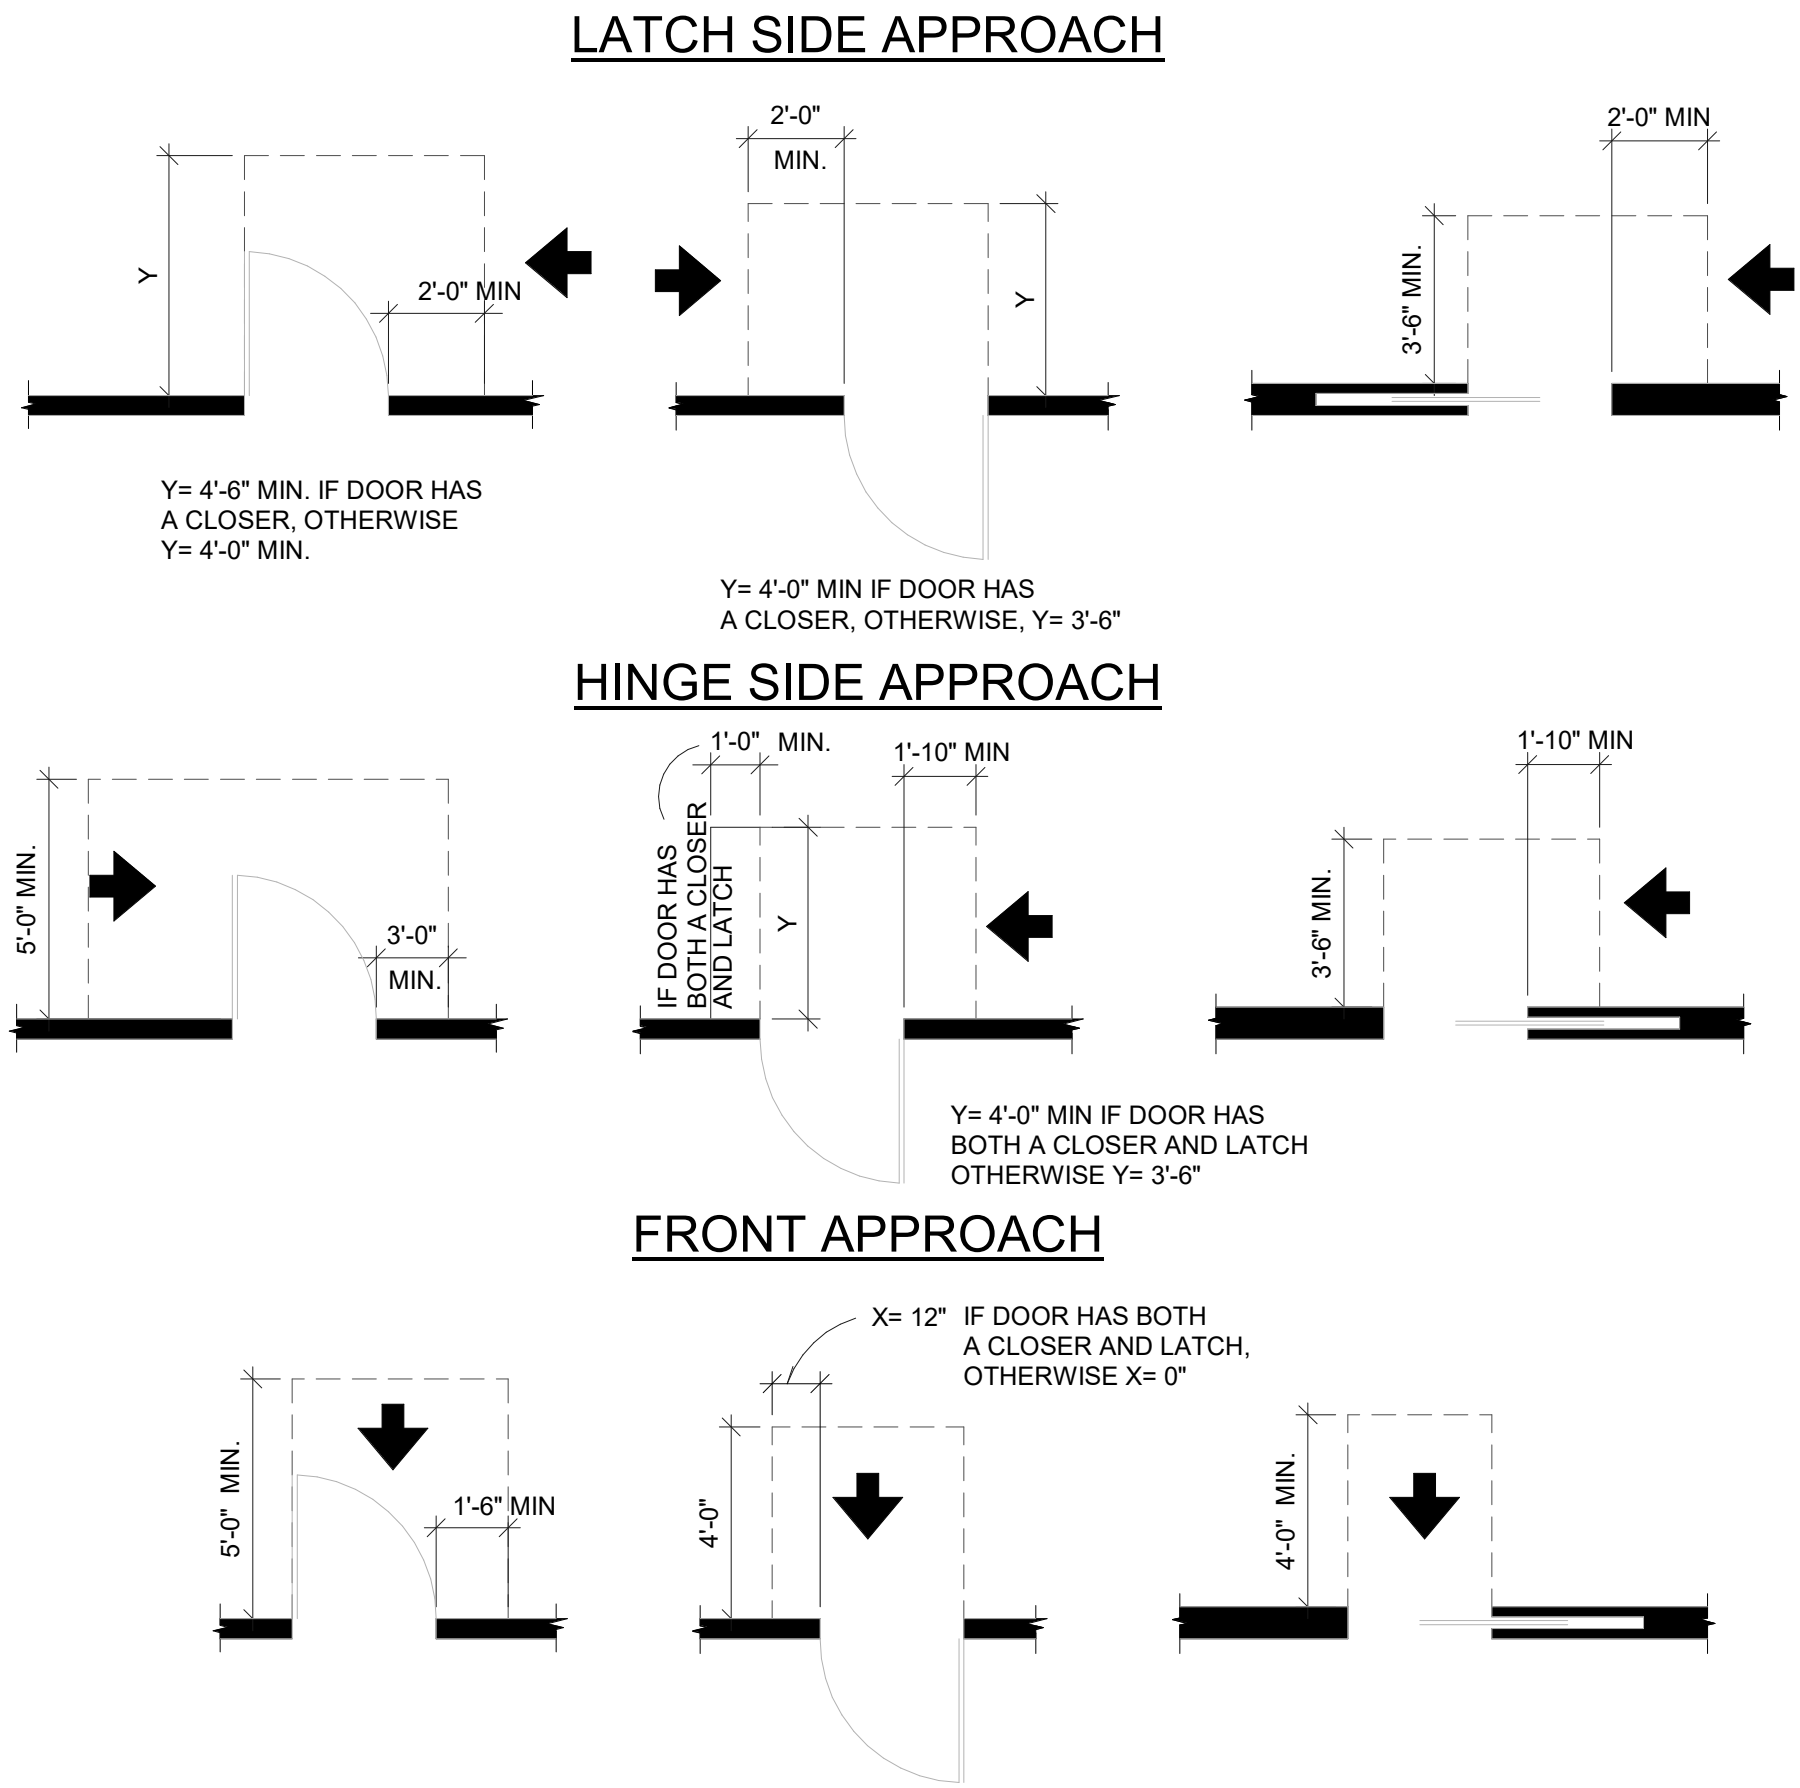 LATCH SIDE APPROACH
2'-0"
MIN.
2'-0" MIN
Y
2'-0" MIN
Y
3'-6" MIN.
Y= 4'-6" MIN. IF DOOR HAS
A CLOSER, OTHERWISE
Y= 4'-0" MIN.
Y= 4'-0" MIN IF DOOR HAS
A CLOSER, OTHERWISE, Y= 3'-6"
HINGE SIDE APPROACH
5'-0" MIN.
3'-0"
MIN.
1'-0" MIN.
1'-10" MIN
IF DOOR HAS
BOTH A CLOSER
AND LATCH
Y
1'-10" MIN
3'-6" MIN.
Y= 4'-0" MIN IF DOOR HAS
BOTH A CLOSER AND LATCH
OTHERWISE Y= 3'-6"
FRONT APPROACH
X= 12" IF DOOR HAS BOTH
A CLOSER AND LATCH,
OTHERWISE X= 0"
5'-0" MIN.
1'-6" MIN
4'-0"
4'-0" MIN.